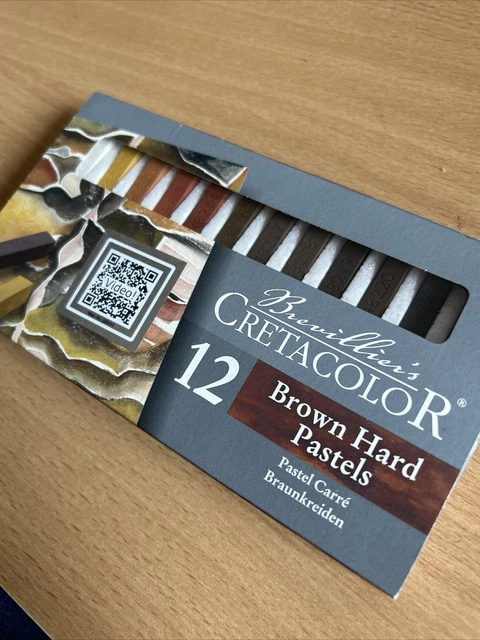 Video!
Brevillier's
CRETACOLOR®
12
Brown Hard
Pastels
Pastel Carré
Braunkreiden